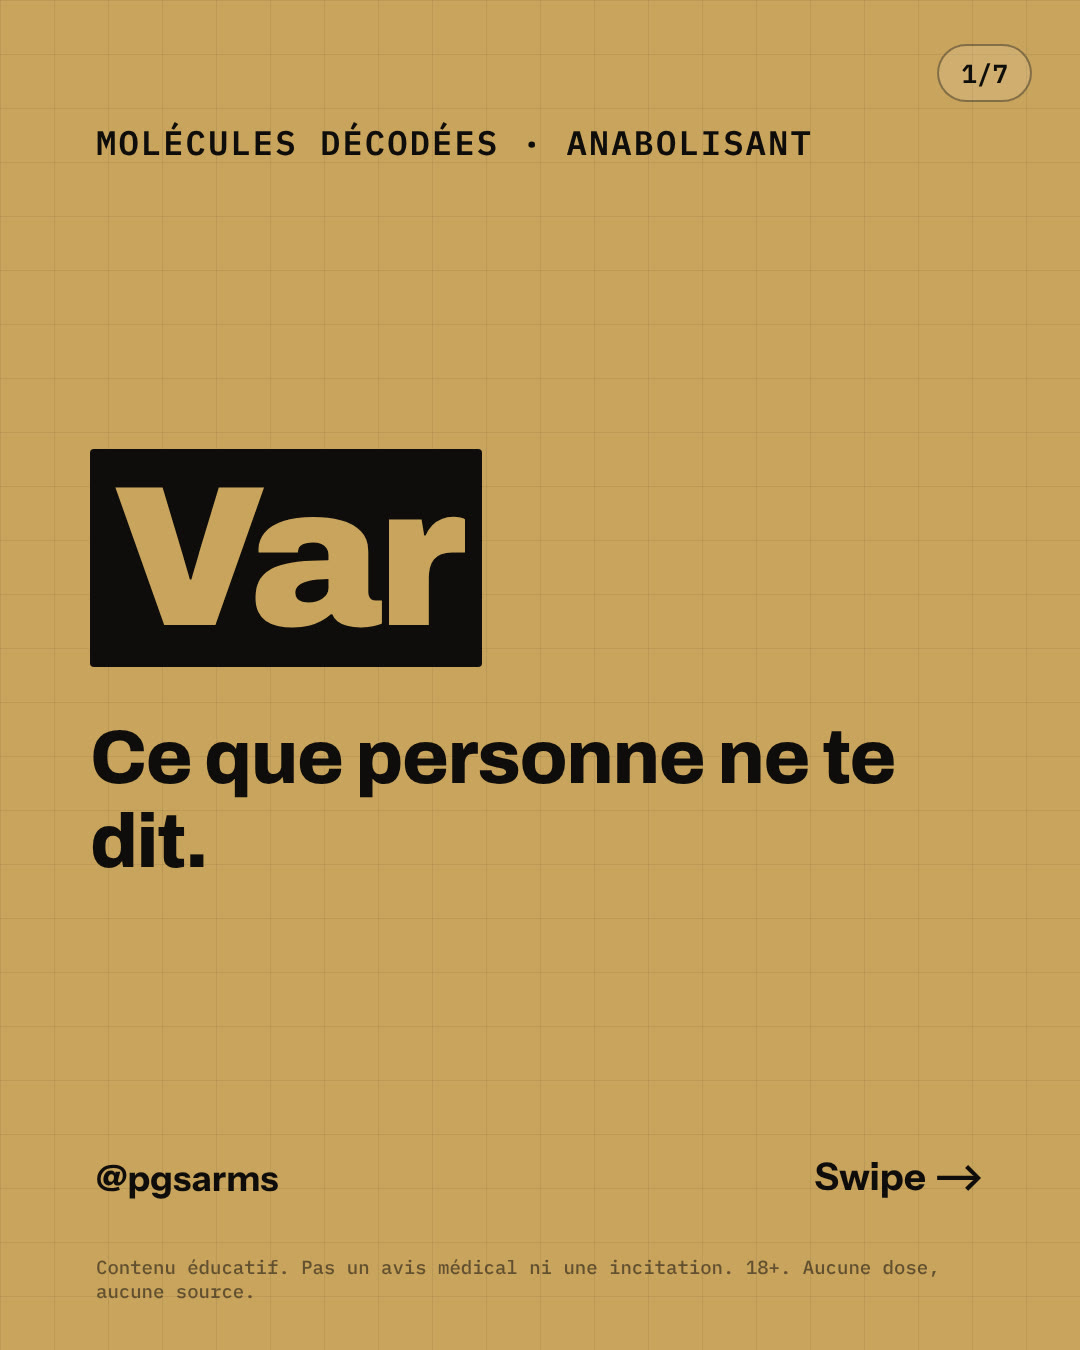 1/7
MOLÉCULES DÉCODÉES · ANABOLISANT
Var
Ce que personne ne te
dit.
@pgsarms
Swipe →
Contenu éducatif. Pas un avis médical ni une incitation. 18+. Aucune dose,
aucune source.